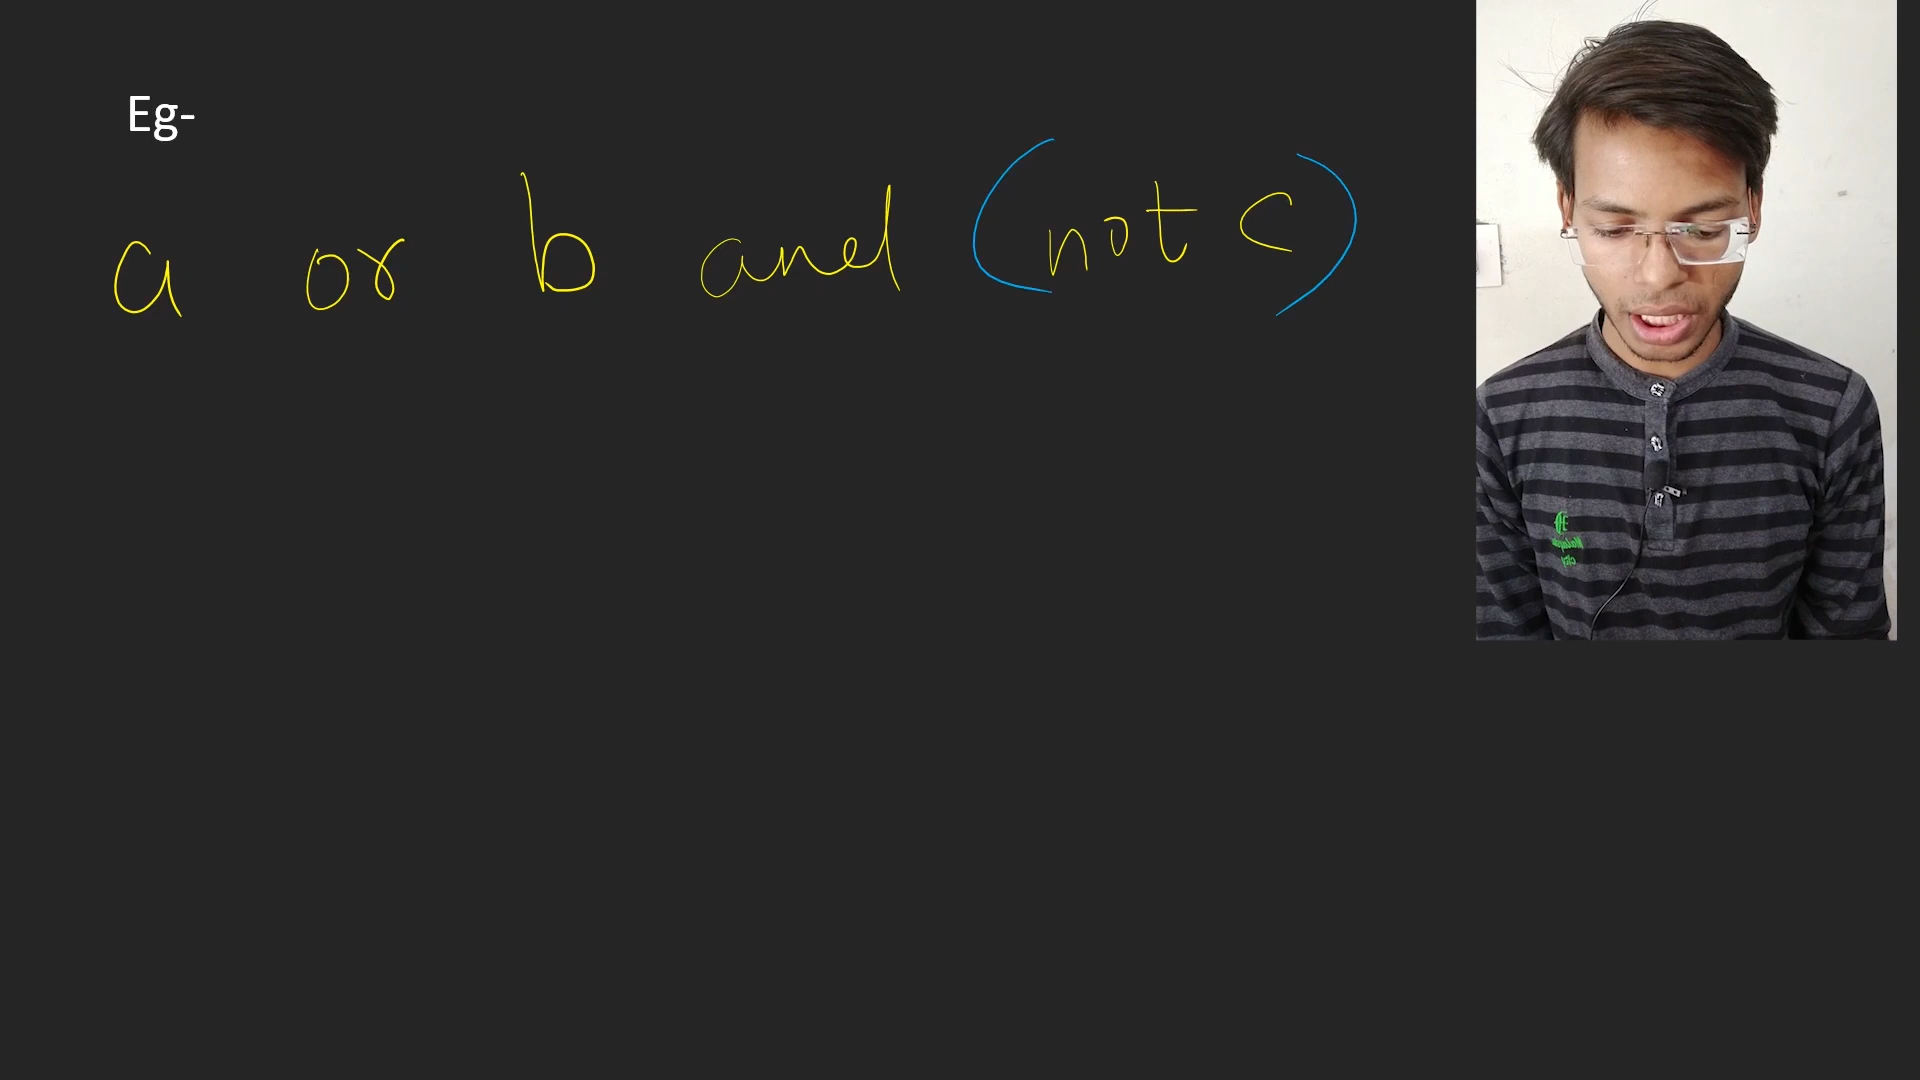 Eg-
a or b and (not c)